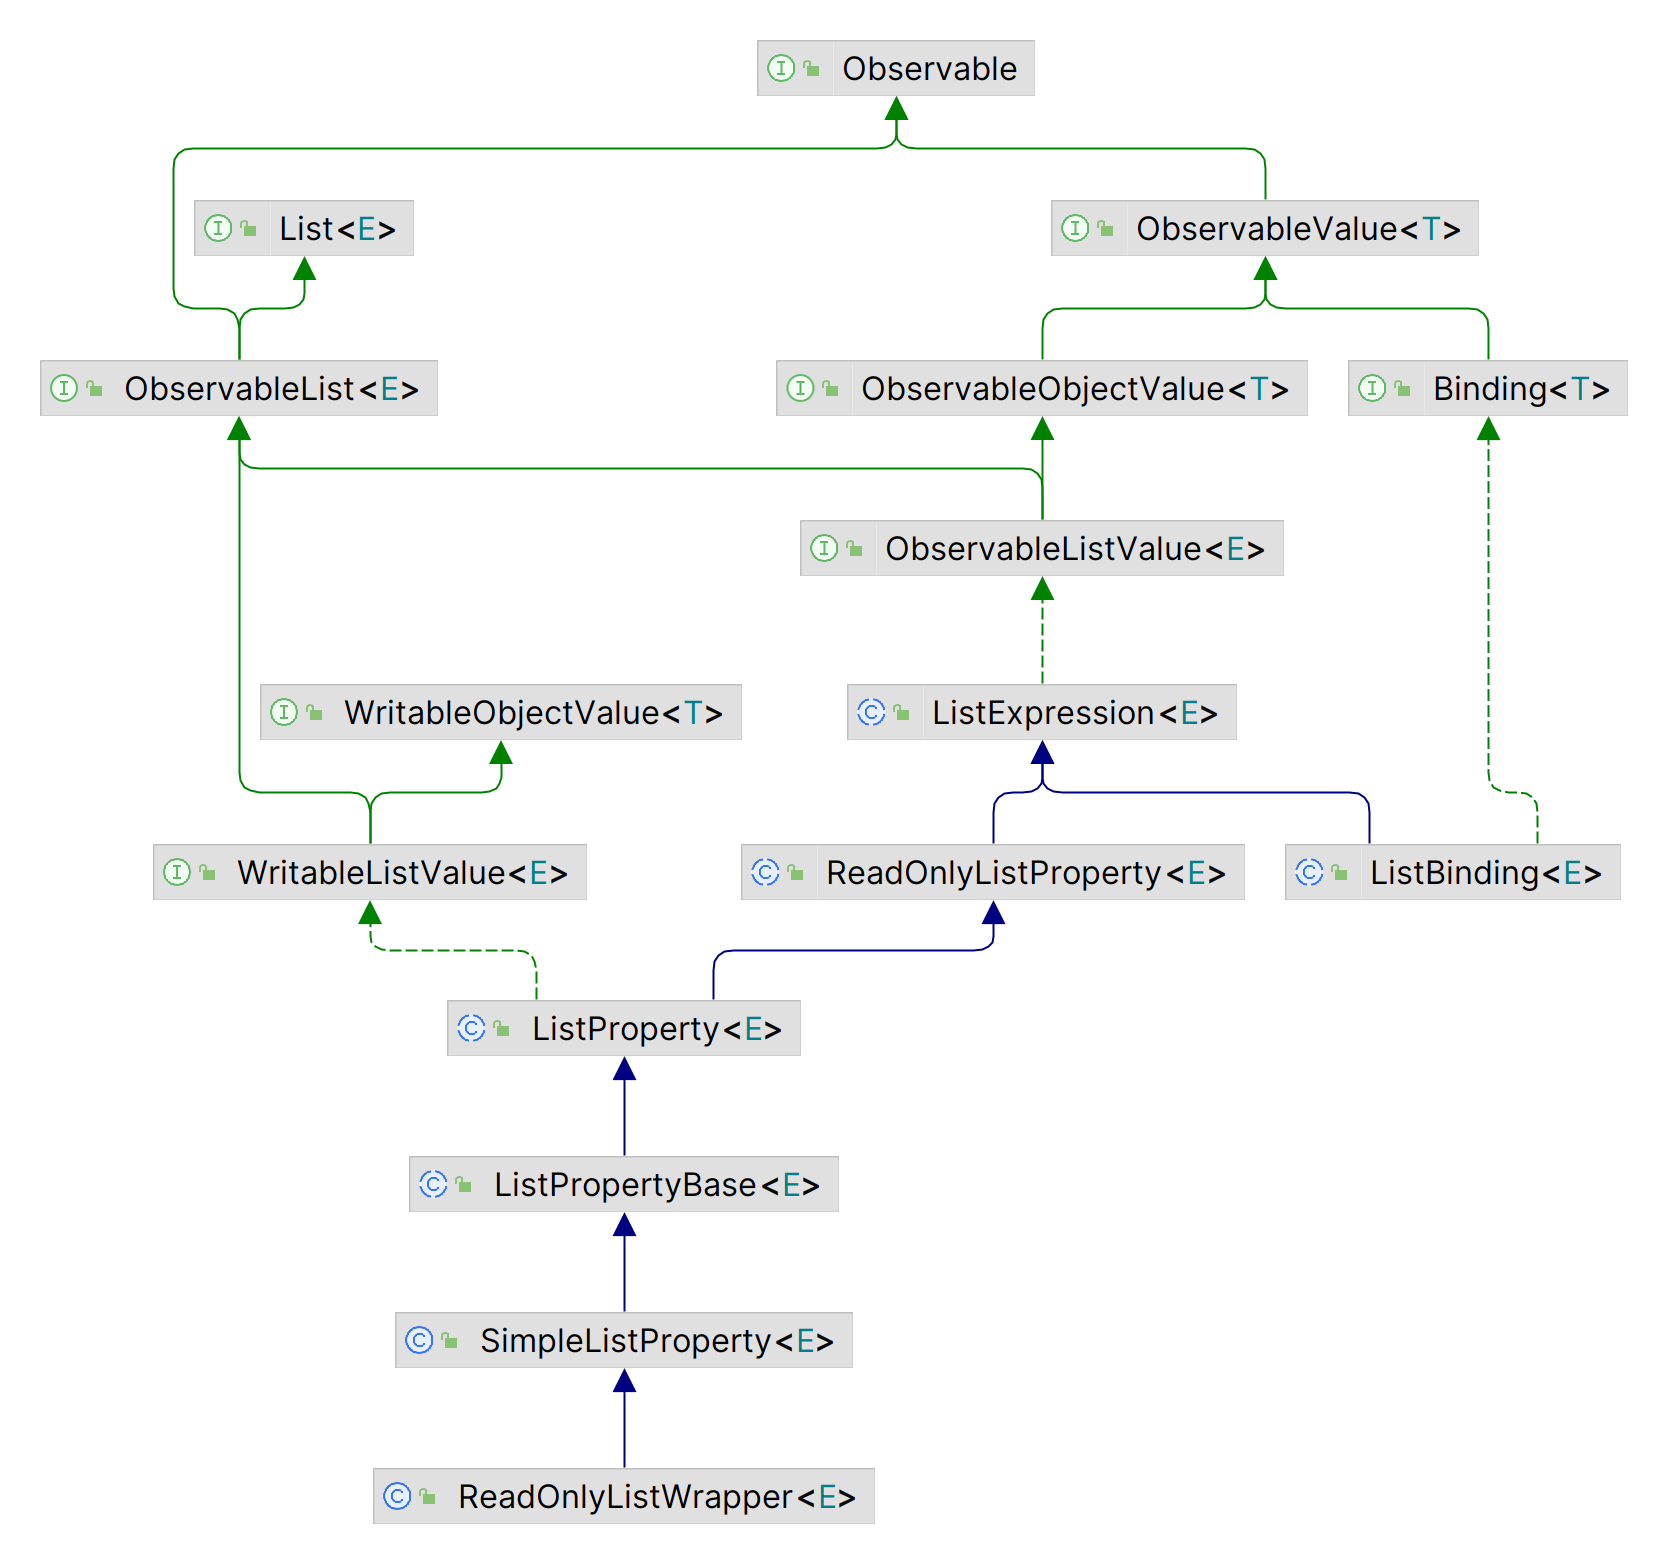 Observable
List<E>
ObservableValue<T>
ObservableList<E>
ObservableObjectValue<T>
Binding<T>
ObservableListValue<E>
WritableObjectValue<T>
ListExpression<E>
WritableListValue<E>
ReadOnlyListProperty<E>
ListBinding<E>
ListProperty<E>
ListPropertyBase<E>
SimpleListProperty<E>
ReadOnlyListWrapper<E>